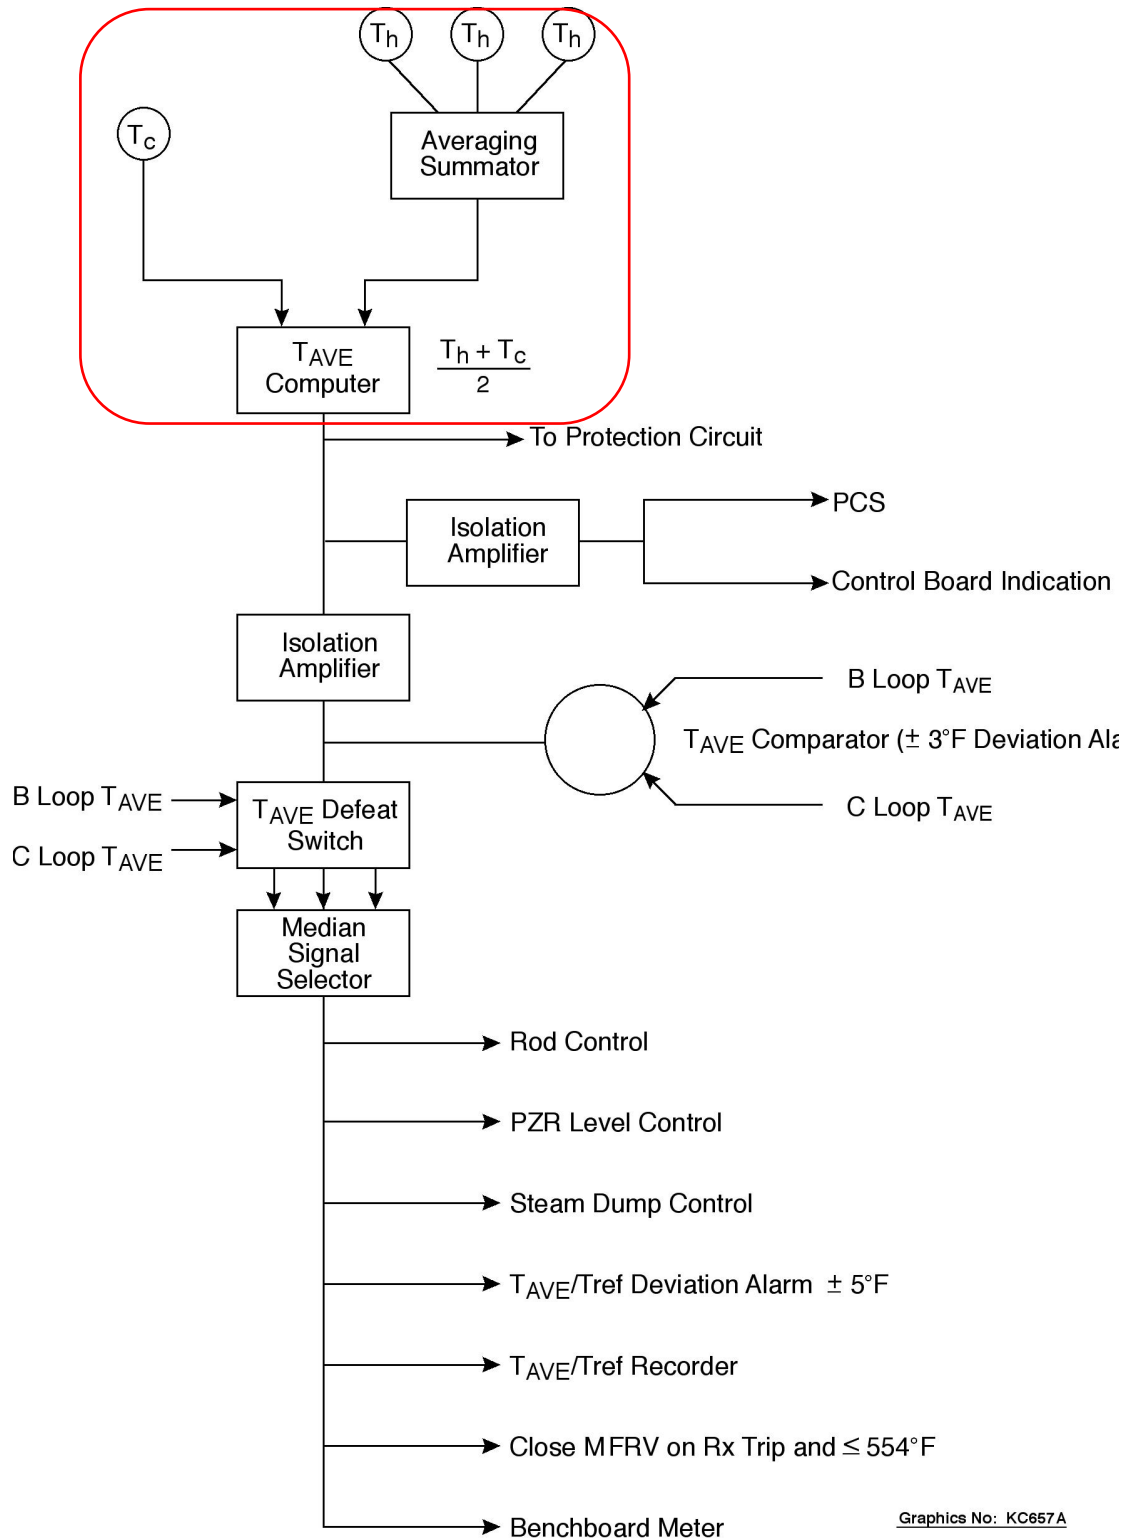 Th Th Th
Tc
Averaging
Summator
TAVE
Computer
Th + Tc
2
To Protection Circuit
Isolation
Amplifier
PCS
Control Board Indication
Isolation
Amplifier
B Loop TAVE
TAVE Comparator (± 3°F Deviation Ala
C Loop TAVE
B Loop TAVE
C Loop TAVE
TAVE Defeat
Switch
Median
Signal
Selector
Rod Control
PZR Level Control
Steam Dump Control
TAVE/Tref Deviation Alarm ± 5°F
TAVE/Tref Recorder
Close MFRV on Rx Trip and ≤ 554°F
Benchboard Meter
Graphics No: KC657A